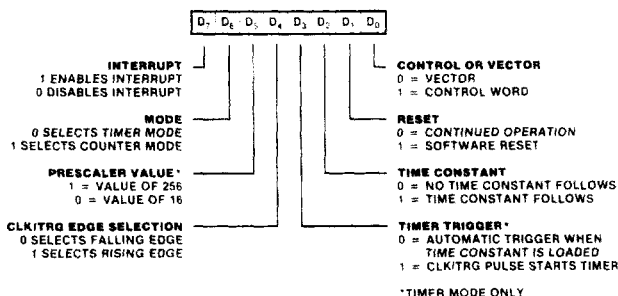 D7 D6 D5 D4 D3 D2 D1 D0
INTERRUPT
1 ENABLES INTERRUPT
0 DISABLES INTERRUPT
MODE
0 SELECTS TIMER MODE
1 SELECTS COUNTER MODE
PRESCALER VALUE*
1 = VALUE OF 256
0 = VALUE OF 16
CLK/TRG EDGE SELECTION
0 SELECTS FALLING EDGE
1 SELECTS RISING EDGE
CONTROL OR VECTOR
0 = VECTOR
1 = CONTROL WORD
RESET
0 = CONTINUED OPERATION
1 = SOFTWARE RESET
TIME CONSTANT
0 = NO TIME CONSTANT FOLLOWS
1 = TIME CONSTANT FOLLOWS
TIMER TRIGGER*
0 = AUTOMATIC TRIGGER WHEN
TIME CONSTANT IS LOADED
1 = CLK/TRG PULSE STARTS TIMER
*TIMER MODE ONLY